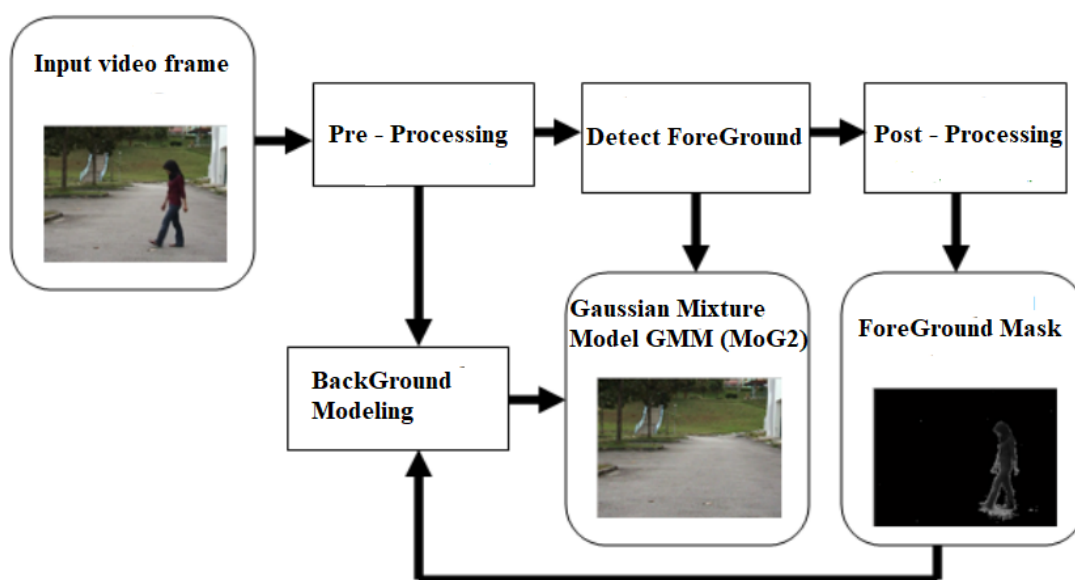 Input video frame
Pre - Processing
Detect ForeGround
Post - Processing
Gaussian Mixture
Model GMM (MoG2)
ForeGround Mask
BackGround
Modeling